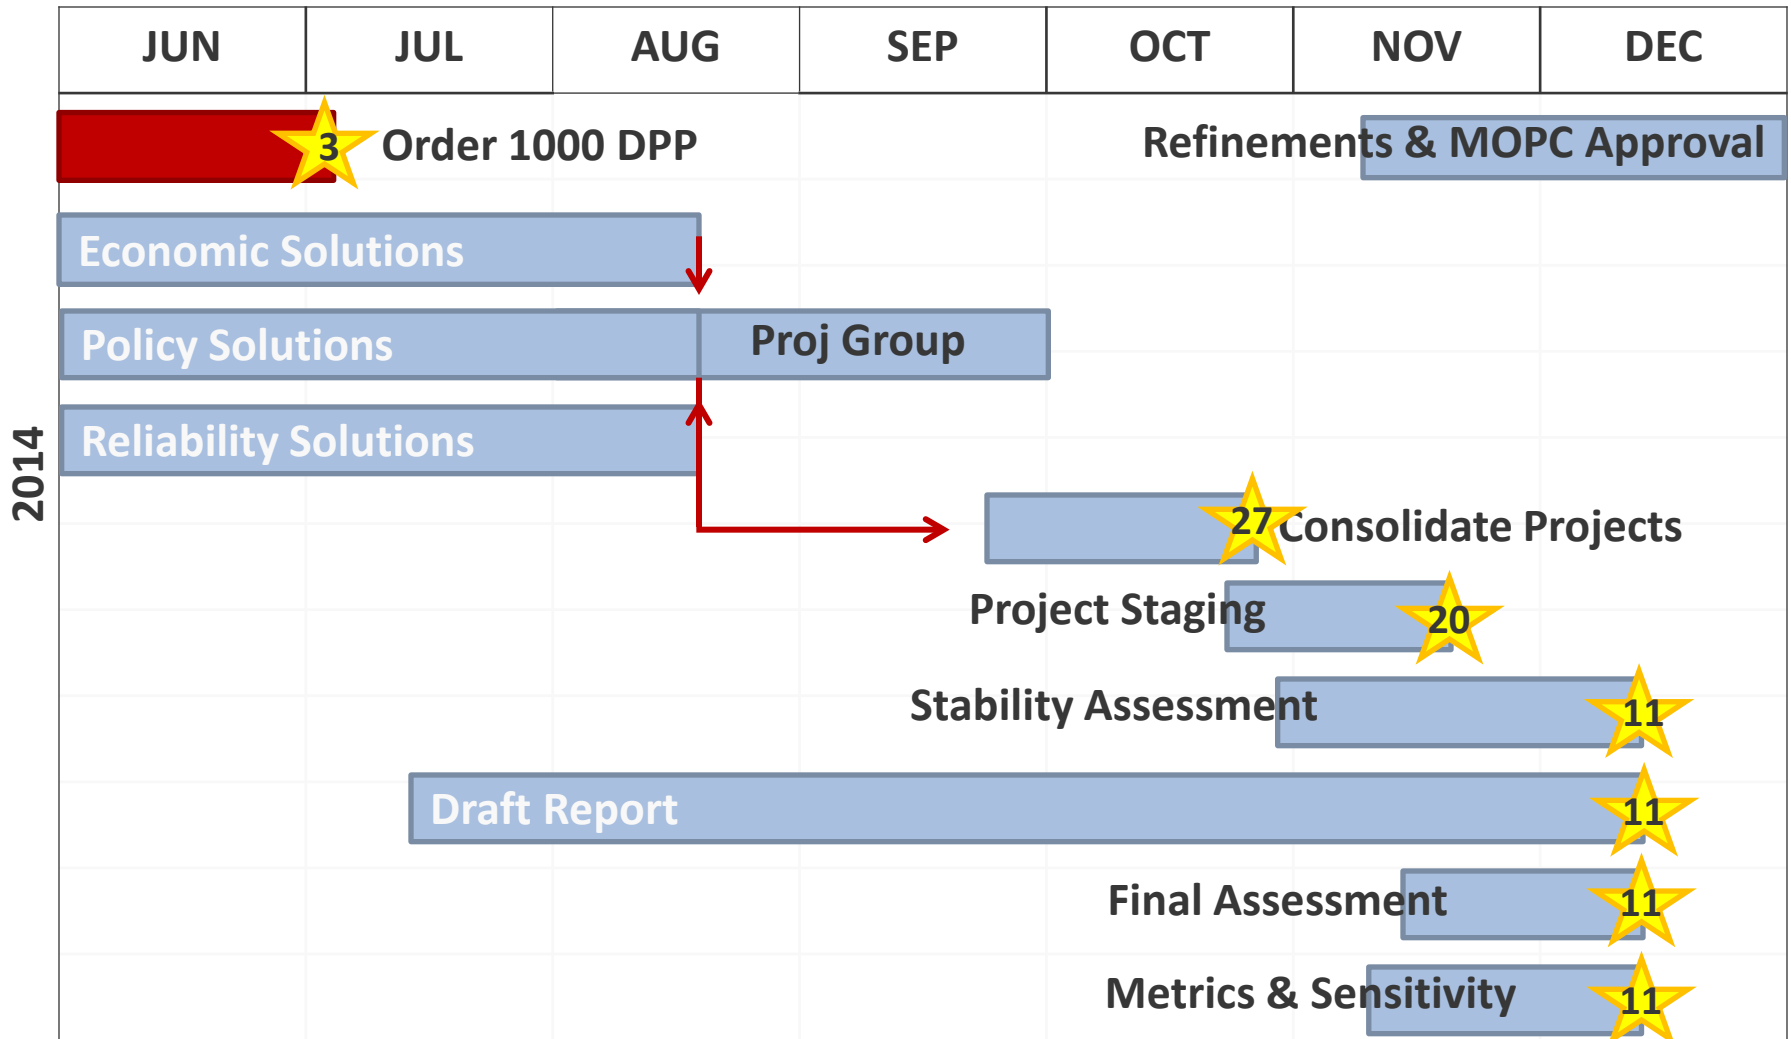 JUN JUL AUG SEP OCT NOV DEC
2014
3 Order 1000 DPP
Refinements & MOPC Approval
Economic Solutions
Policy Solutions
Proj Group
Reliability Solutions
27 Consolidate Projects
Project Staging 20
Stability Assessment 11
Draft Report 11
Final Assessment 11
Metrics & Sensitivity 11